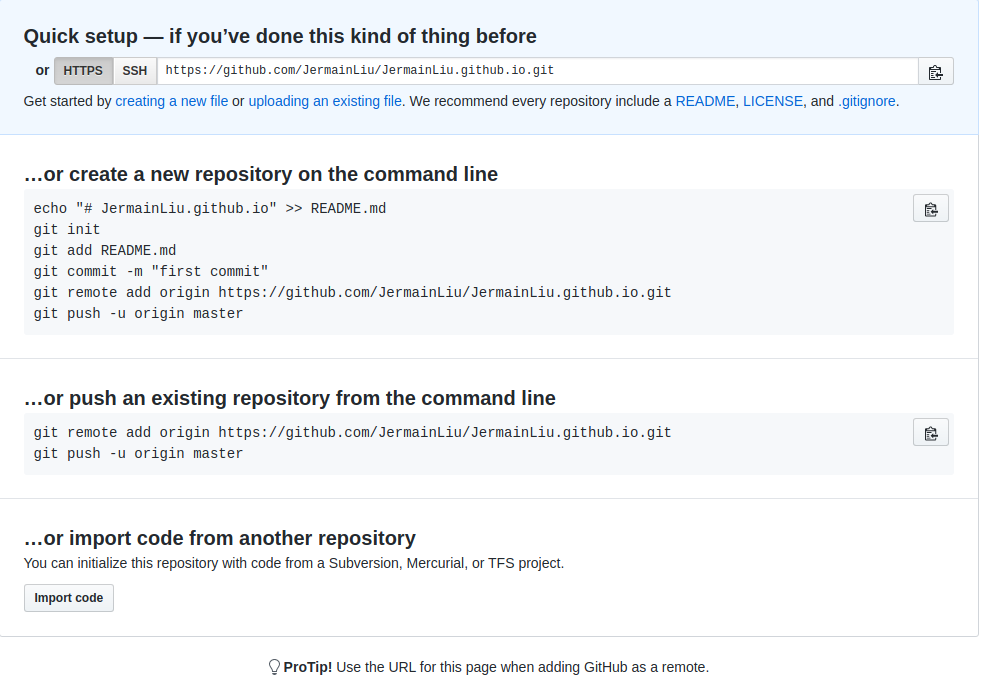 Quick setup — if you’ve done this kind of thing before
or HTTPS SSH https://github.com/JermainLiu/JermainLiu.github.io.git
Get started by creating a new file or uploading an existing file. We recommend every repository include a README, LICENSE, and .gitignore.
…or create a new repository on the command line
echo "# JermainLiu.github.io" >> README.md
git init
git add README.md
git commit -m "first commit"
git remote add origin https://github.com/JermainLiu/JermainLiu.github.io.git
git push -u origin master
…or push an existing repository from the command line
git remote add origin https://github.com/JermainLiu/JermainLiu.github.io.git
git push -u origin master
…or import code from another repository
You can initialize this repository with code from a Subversion, Mercurial, or TFS project.
Import code
ProTip! Use the URL for this page when adding GitHub as a remote.